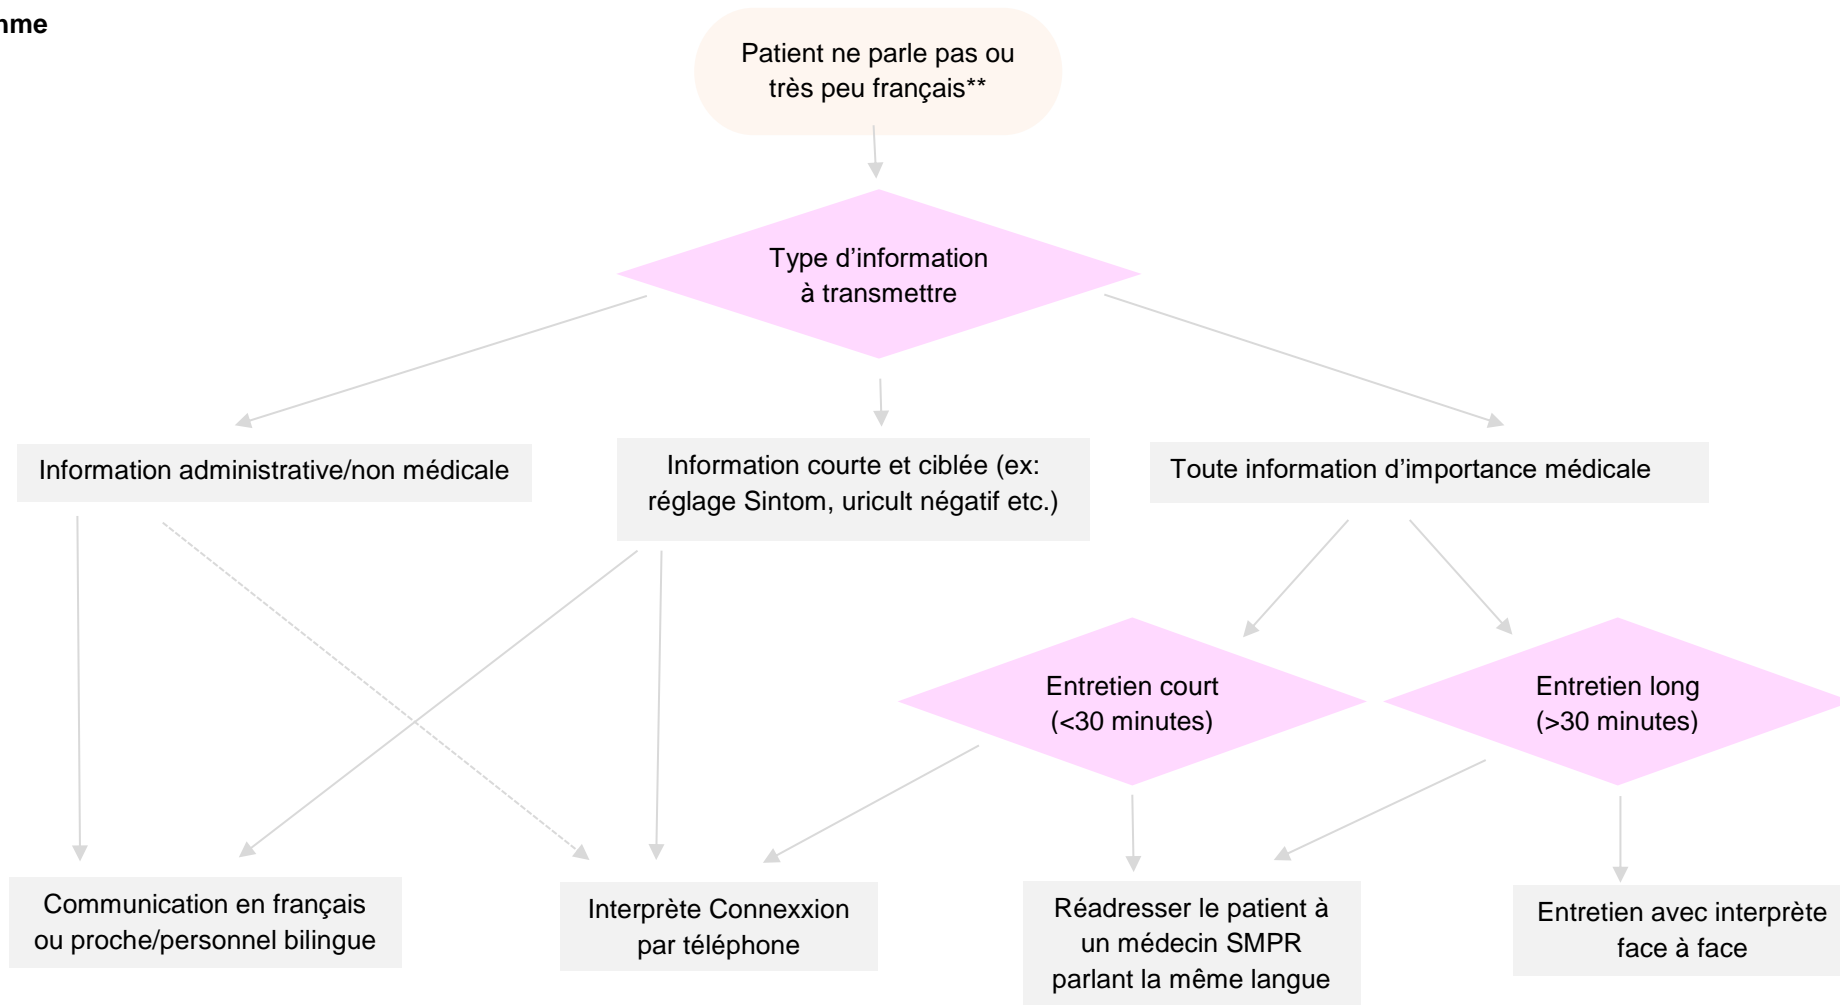 Patient ne parle pas ou
très peu français**
Type d’information
à transmettre
Information administrative/non médicale
Information courte et ciblée (ex:
réglage Sintom, uricult négatif etc.)
Toute information d’importance médicale
Entretien court
(<30 minutes)
Entretien long
(>30 minutes)
Communication en français
ou proche/personnel bilingue
Interprète Connexxion
par téléphone
Réadresser le patient à
un médecin SMPR
parlant la même langue
Entretien avec interprète
face à face